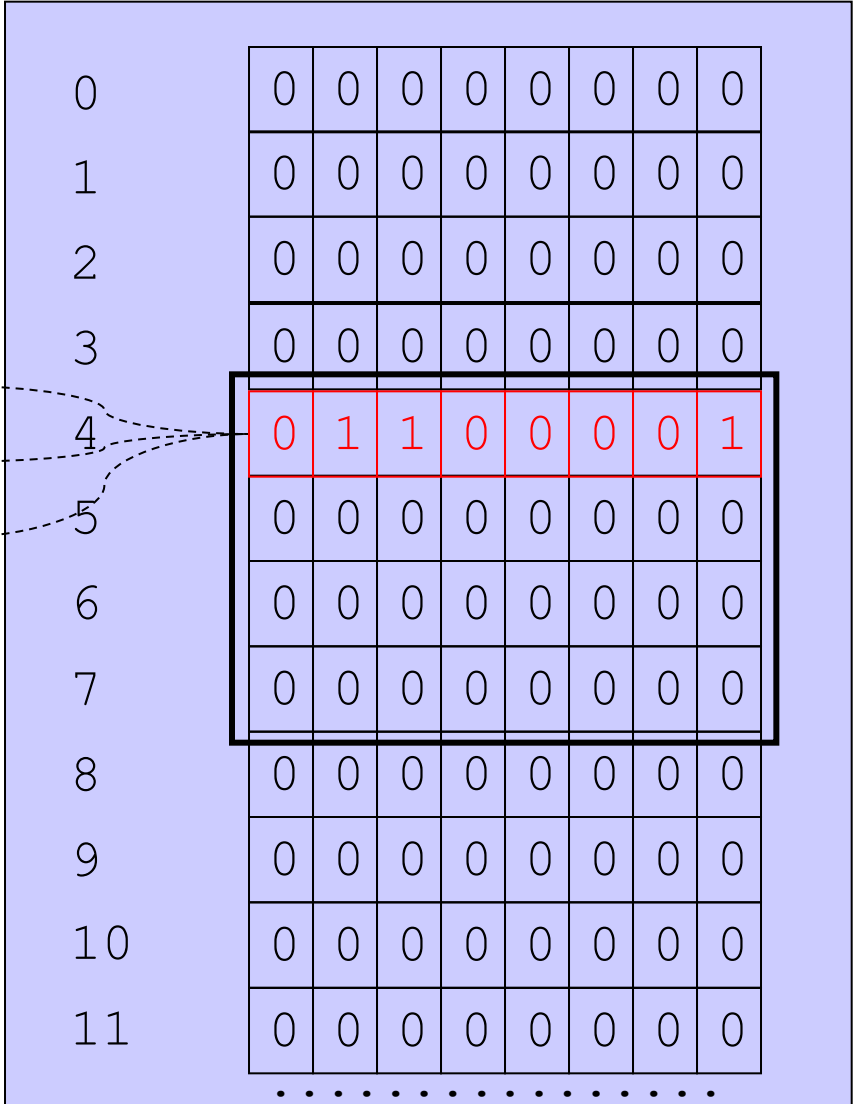 0 0 0 0 0 0 0 0 0
1 0 0 0 0 0 0 0 0
2 0 0 0 0 0 0 0 0
3 0 0 0 0 0 0 0 0
4 0 1 1 0 0 0 0 1
5 0 0 0 0 0 0 0 0
6 0 0 0 0 0 0 0 0
7 0 0 0 0 0 0 0 0
8 0 0 0 0 0 0 0 0
9 0 0 0 0 0 0 0 0
10 0 0 0 0 0 0 0 0
11 0 0 0 0 0 0 0 0
. . . . . . . . . . . . . . . .